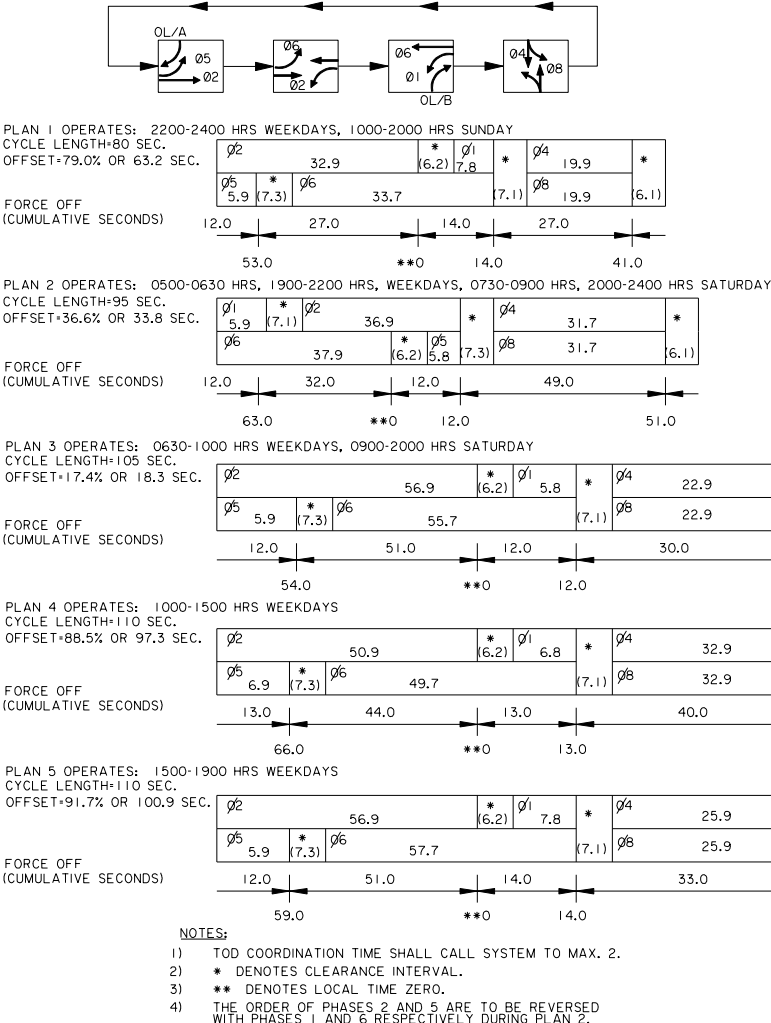 OL/A
Ø5
Ø2
Ø6
Ø2
Ø6
Ø1
OL/B
Ø4
Ø8
PLAN 1 OPERATES: 2200-2400 HRS WEEKDAYS, 1000-2000 HRS SUNDAY
CYCLE LENGTH=80 SEC.
OFFSET=79.0% OR 63.2 SEC.
Ø2 32.9 * (6.2) Ø1 7.8 * (7.1) Ø4 19.9 * (6.1)
Ø5 5.9 * (7.3) Ø6 33.7 Ø8 19.9
FORCE OFF
(CUMULATIVE SECONDS)
12.0 27.0 14.0 27.0
53.0 **0 14.0 41.0
PLAN 2 OPERATES: 0500-0630 HRS, 1900-2200 HRS, WEEKDAYS, 0730-0900 HRS, 2000-2400 HRS SATURDAY
CYCLE LENGTH=95 SEC.
OFFSET=36.6% OR 33.8 SEC.
Ø1 5.9 * (7.1) Ø2 36.9 * (7.3) Ø4 31.7 * (6.1)
Ø6 37.9 * (6.2) Ø5 5.8 Ø8 31.7
FORCE OFF
(CUMULATIVE SECONDS)
12.0 32.0 12.0 49.0
63.0 **0 12.0 51.0
PLAN 3 OPERATES: 0630-1000 HRS WEEKDAYS, 0900-2000 HRS SATURDAY
CYCLE LENGTH=105 SEC.
OFFSET=17.4% OR 18.3 SEC.
Ø2 56.9 * (6.2) Ø1 5.8 * (7.1) Ø4 22.9
Ø5 5.9 * (7.3) Ø6 55.7 Ø8 22.9
FORCE OFF
(CUMULATIVE SECONDS)
12.0 51.0 12.0 30.0
54.0 **0 12.0
PLAN 4 OPERATES: 1000-1500 HRS WEEKDAYS
CYCLE LENGTH=110 SEC.
OFFSET=88.5% OR 97.3 SEC.
Ø2 50.9 * (6.2) Ø1 6.8 * (7.1) Ø4 32.9
Ø5 6.9 * (7.3) Ø6 49.7 Ø8 32.9
FORCE OFF
(CUMULATIVE SECONDS)
13.0 44.0 13.0 40.0
66.0 **0 13.0
PLAN 5 OPERATES: 1500-1900 HRS WEEKDAYS
CYCLE LENGTH=110 SEC.
OFFSET=91.7% OR 100.9 SEC.
Ø2 56.9 * (6.2) Ø1 7.8 * (7.1) Ø4 25.9
Ø5 5.9 * (7.3) Ø6 57.7 Ø8 25.9
FORCE OFF
(CUMULATIVE SECONDS)
12.0 51.0 14.0 33.0
59.0 **0 14.0
NOTES:
1) TOD COORDINATION TIME SHALL CALL SYSTEM TO MAX. 2.
2) * DENOTES CLEARANCE INTERVAL.
3) ** DENOTES LOCAL TIME ZERO.
4) THE ORDER OF PHASES 2 AND 5 ARE TO BE REVERSED
WITH PHASES 1 AND 6 RESPECTIVELY DURING PLAN 2.